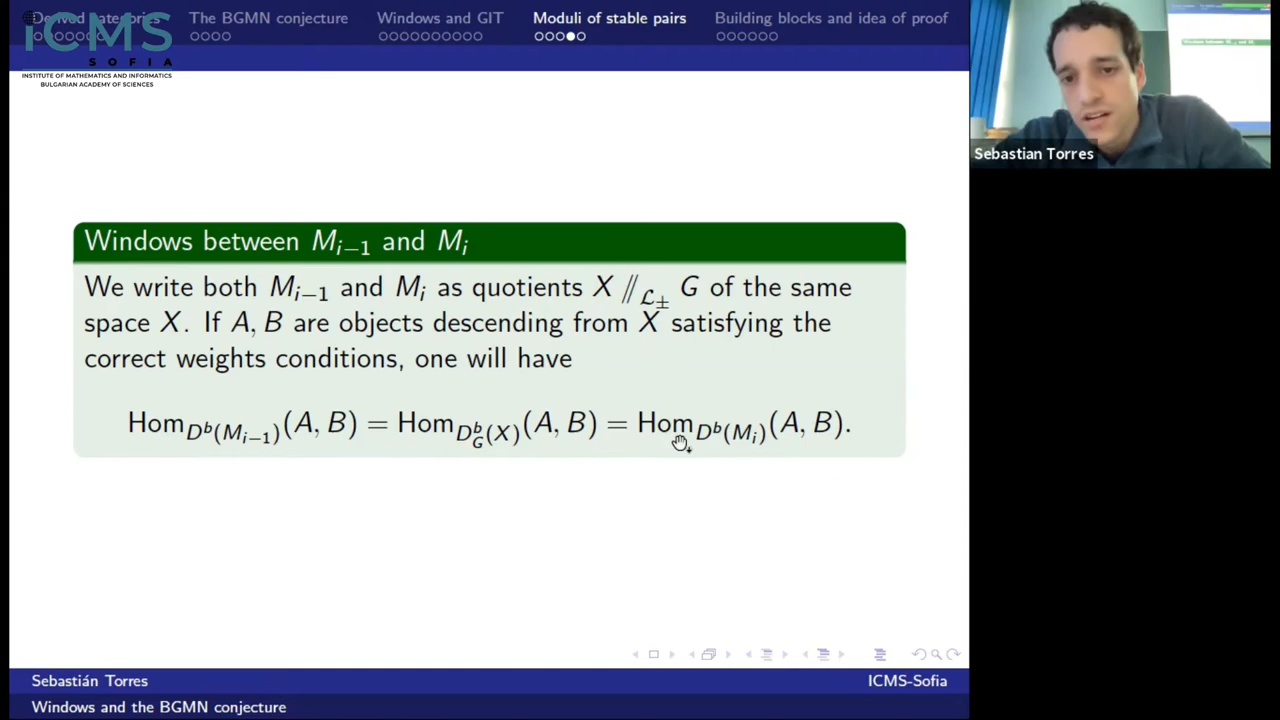 Derived categories The BGMN conjecture Windows and GIT Moduli of stable pairs Building blocks and idea of proof
iCMS
SOFIA
INSTITUTE OF MATHEMATICS AND INFORMATICS
BULGARIAN ACADEMY OF SCIENCES
Sebastian Torres
Windows between M_{i−1} and M_i
We write both M_{i−1} and M_i as quotients X //_{ℒ±} G of the same
space X. If A, B are objects descending from X satisfying the
correct weights conditions, one will have
Hom_{D^b(M_{i−1})}(A, B) = Hom_{D^b_G(X)}(A, B) = Hom_{D^b(M_i)}(A, B).
Sebastián Torres ICMS-Sofia
Windows and the BGMN conjecture